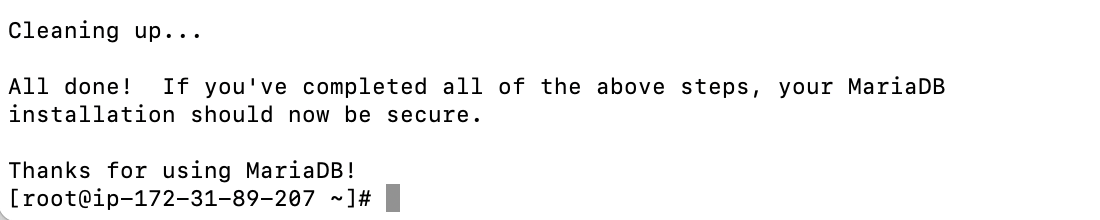 Cleaning up...
All done!  If you've completed all of the above steps, your MariaDB
installation should now be secure.
Thanks for using MariaDB!
[root@ip-172-31-89-207 ~]#